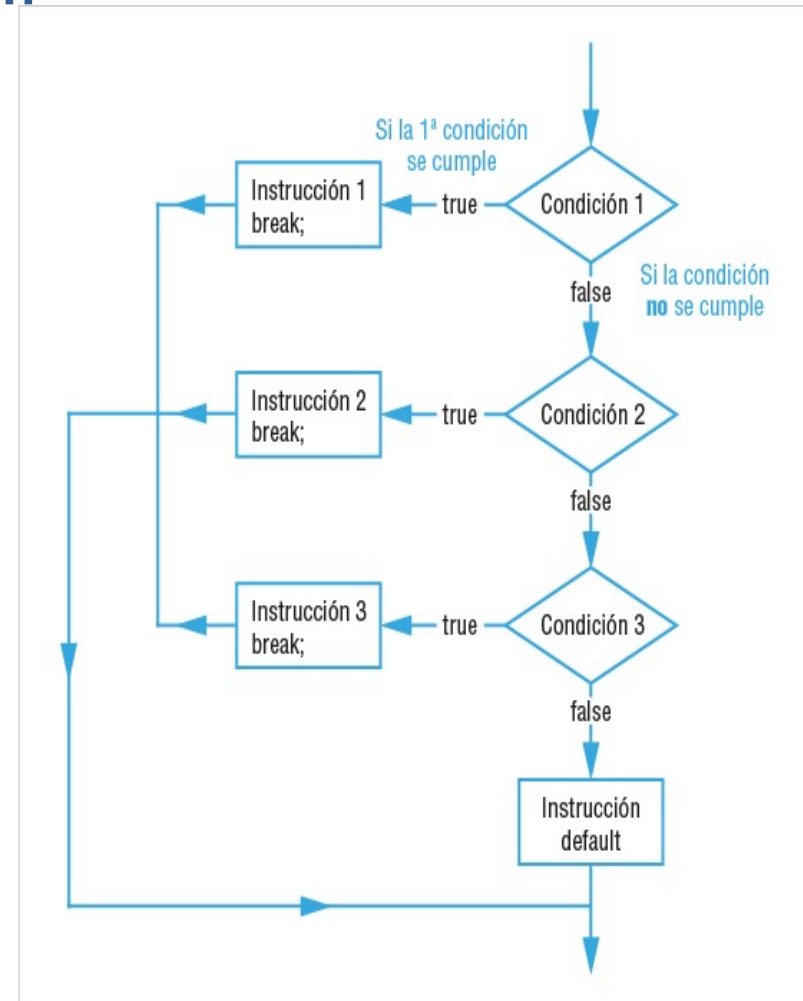 Si la 1ª condición
se cumple
Instrucción 1
break;
true
Condición 1
false
Si la condición
no se cumple
Instrucción 2
break;
true
Condición 2
false
Instrucción 3
break;
true
Condición 3
false
Instrucción
default